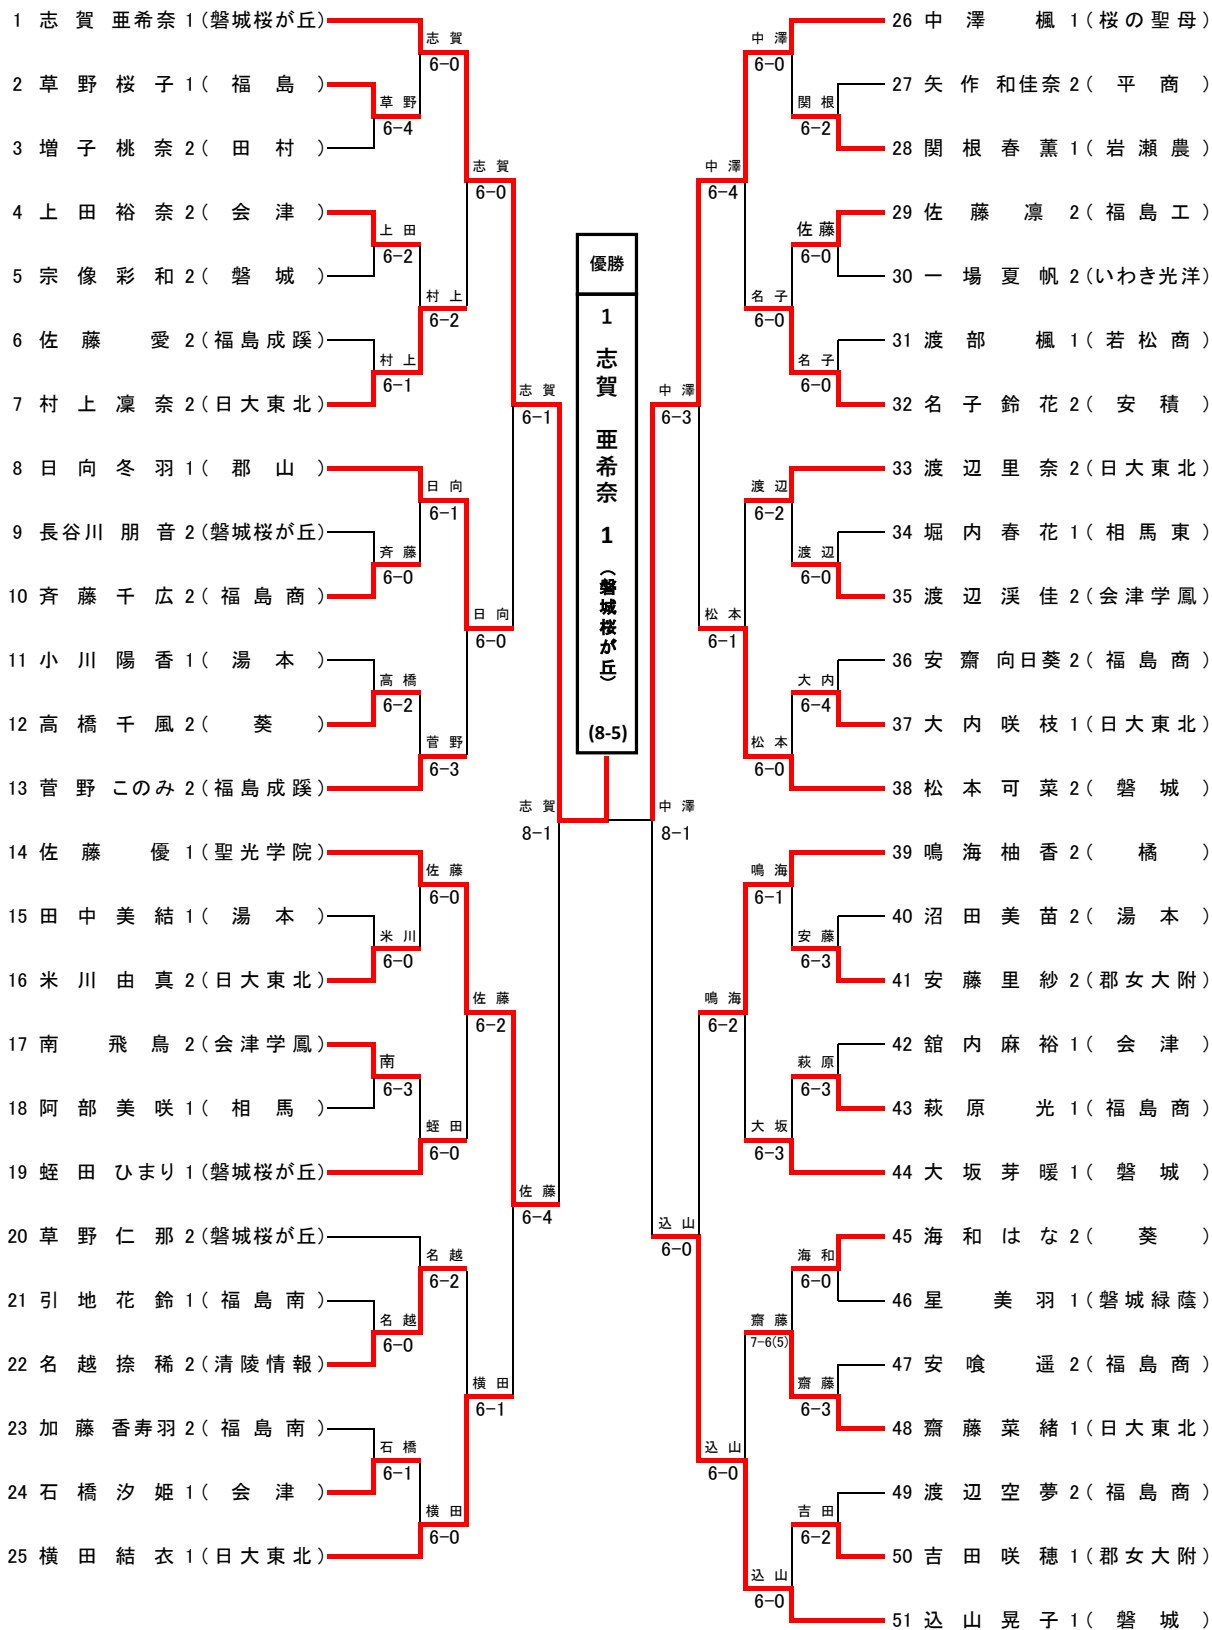 1 志賀 亜希奈 1 (磐城桜が丘)
2 草野桜子 1 (福島)
3 増子桃奈 2 (田村)
4 上田裕奈 2 (会津)
5 宗像彩和 2 (磐城)
6 佐藤 愛 2 (福島成蹊)
7 村上凜奈 2 (日大東北)
8 日向冬羽 1 (郡山)
9 長谷川 朋音 2 (磐城桜が丘)
10 斉藤千広 2 (福島商)
11 小川陽香 1 (湯本)
12 高橋千風 2 (葵)
13 菅野 このみ 2 (福島成蹊)
14 佐藤 優 1 (聖光学院)
15 田中美結 1 (湯本)
16 米川由真 2 (日大東北)
17 南 飛鳥 2 (会津学鳳)
18 阿部美咲 1 (相馬)
19 蛭田 ひまり 1 (磐城桜が丘)
20 草野仁那 2 (磐城桜が丘)
21 引地花鈴 1 (福島南)
22 名越捺稀 2 (清陵情報)
23 加藤 香寿羽 2 (福島南)
24 石橋汐姫 1 (会津)
25 横田結衣 1 (日大東北)
草野
6-4
上田
6-2
村上
6-1
斉藤
6-0
高橋
6-2
米川
6-0
南
6-3
名越
6-0
石橋
6-1
志賀
6-0
村上
6-2
日向
6-1
菅野
6-3
佐藤
6-0
蛭田
6-0
名越
6-2
横田
6-0
志賀
6-0
日向
6-0
佐藤
6-2
横田
6-1
志賀
6-1
佐藤
6-4
志賀
8-1
優勝
1 志賀 亜希奈 1 (磐城桜が丘)
(8-5)
中澤
8-1
中澤
6-3
込山
6-0
中澤
6-4
松本
6-1
鳴海
6-2
込山
6-0
中澤
6-0
名子
6-0
渡辺
6-2
松本
6-0
鳴海
6-1
大坂
6-3
齋藤
7-6(5)
込山
6-0
関根
6-2
佐藤
6-0
名子
6-0
渡辺
6-0
大内
6-4
安藤
6-3
萩原
6-3
海和
6-0
齋藤
6-3
吉田
6-2
26 中澤 楓 1 (桜の聖母)
27 矢作 和佳奈 2 (平商)
28 関根春薫 1 (岩瀬農)
29 佐藤 凛 2 (福島工)
30 一場夏帆 2 (いわき光洋)
31 渡部 楓 1 (若松商)
32 名子鈴花 2 (安積)
33 渡辺里奈 2 (日大東北)
34 堀内春花 1 (相馬東)
35 渡辺渓佳 2 (会津学鳳)
36 安齋 向日葵 2 (福島商)
37 大内咲枝 1 (日大東北)
38 松本可菜 2 (磐城)
39 鳴海柚香 2 (橘)
40 沼田美苗 2 (湯本)
41 安藤里紗 2 (郡女大附)
42 舘内麻裕 1 (会津)
43 萩原 光 1 (福島商)
44 大坂芽暖 1 (磐城)
45 海和はな 2 (葵)
46 星 美羽 1 (磐城緑蔭)
47 安喰 遥 2 (福島商)
48 齋藤菜緒 1 (日大東北)
49 渡辺空夢 2 (福島商)
50 吉田咲穂 1 (郡女大附)
51 込山晃子 1 (磐城)